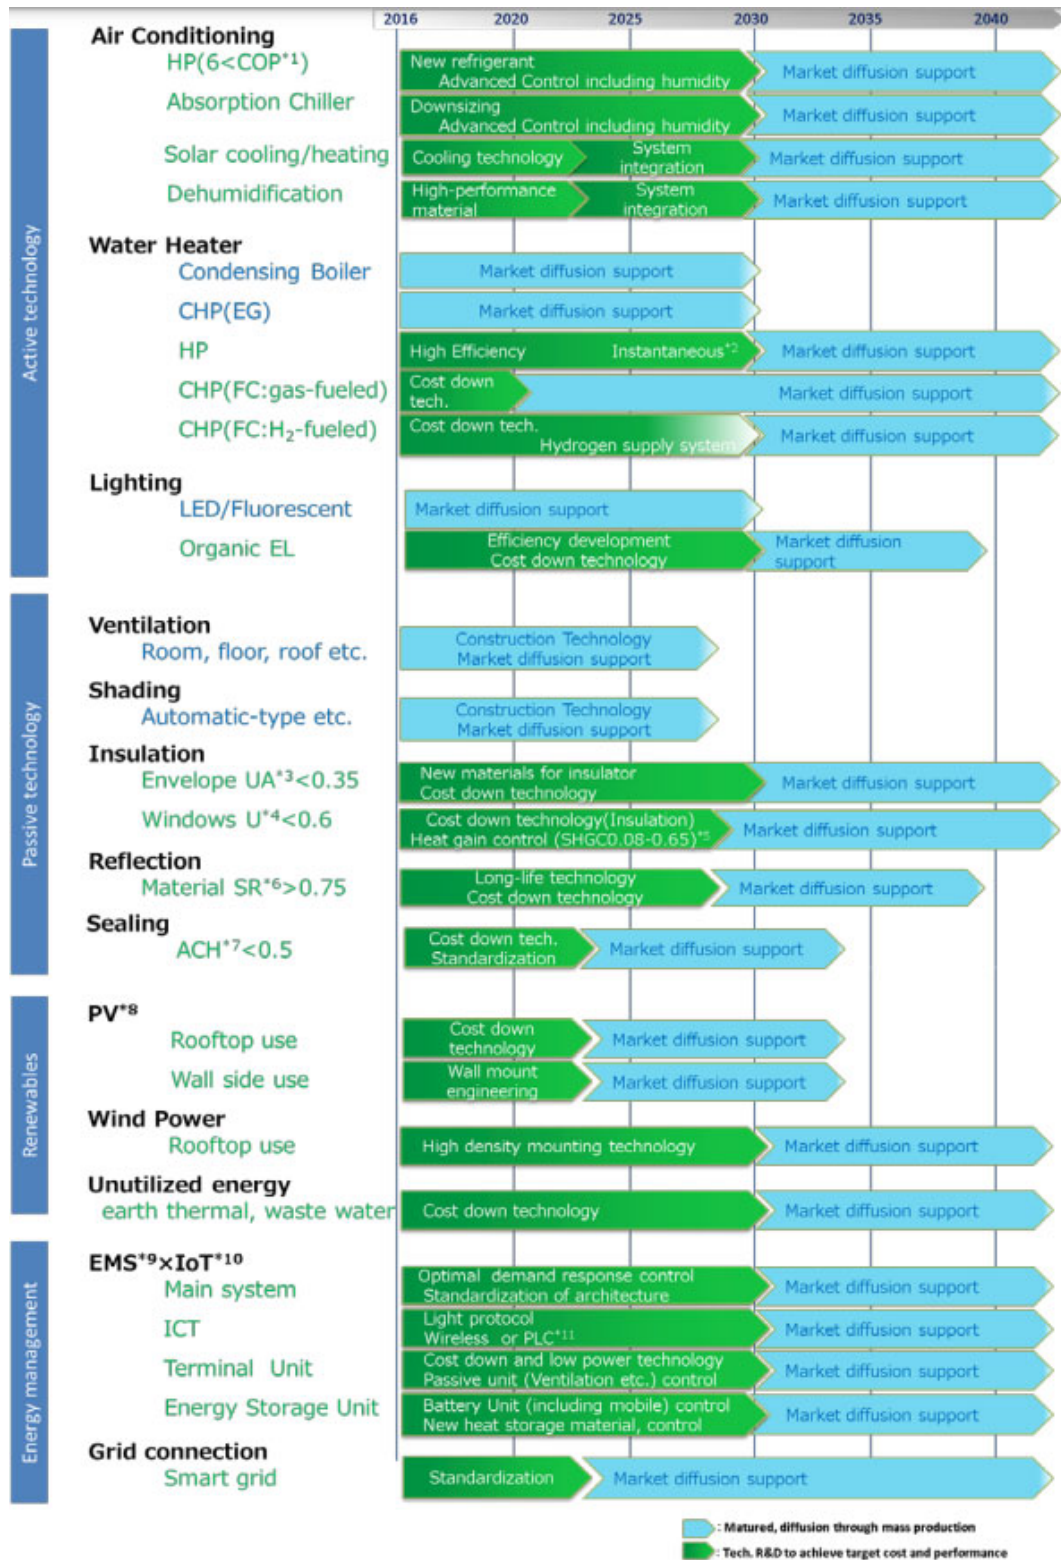 2016 2020 2025 2030 2035 2040
Active technology
Air Conditioning
HP(6<COP*1)
New refrigerant
Advanced Control including humidity
Market diffusion support
Absorption Chiller
Downsizing
Advanced Control including humidity
Market diffusion support
Solar cooling/heating
Cooling technology
System
integration
Market diffusion support
Dehumidification
High-performance
material
System
integration
Market diffusion support
Water Heater
Condensing Boiler
Market diffusion support
CHP(EG)
Market diffusion support
HP
High Efficiency
Instantaneous*2
Market diffusion support
CHP(FC:gas-fueled)
Cost down
tech.
Market diffusion support
CHP(FC:H2-fueled)
Cost down tech.
Hydrogen supply system
Market diffusion support
Lighting
LED/Fluorescent
Market diffusion support
Organic EL
Efficiency development
Cost down technology
Market diffusion
support
Passive technology
Ventilation
Room, floor, roof etc.
Construction Technology
Market diffusion support
Shading
Automatic-type etc.
Construction Technology
Market diffusion support
Insulation
Envelope UA*3<0.35
New materials for insulator
Cost down technology
Market diffusion support
Windows U*4<0.6
Cost down technology(Insulation)
Heat gain control (SHGC0.08-0.65)*5
Market diffusion support
Reflection
Material SR*6>0.75
Long-life technology
Cost down technology
Market diffusion support
Sealing
ACH*7<0.5
Cost down tech.
Standardization
Market diffusion support
Renewables
PV*8
Rooftop use
Cost down
technology
Market diffusion support
Wall side use
Wall mount
engineering
Market diffusion support
Wind Power
Rooftop use
High density mounting technology
Market diffusion support
Unutilized energy
earth thermal, waste water
Cost down technology
Market diffusion support
Energy management
EMS*9×IoT*10
Main system
Optimal demand response control
Standardization of architecture
Market diffusion support
ICT
Light protocol
Wireless or PLC*11
Market diffusion support
Terminal Unit
Cost down and low power technology
Passive unit (Ventilation etc.) control
Market diffusion support
Energy Storage Unit
Battery Unit (including mobile) control
New heat storage material, control
Market diffusion support
Grid connection
Smart grid
Standardization
Market diffusion support
: Matured, diffusion through mass production
: Tech. R&D to achieve target cost and performance